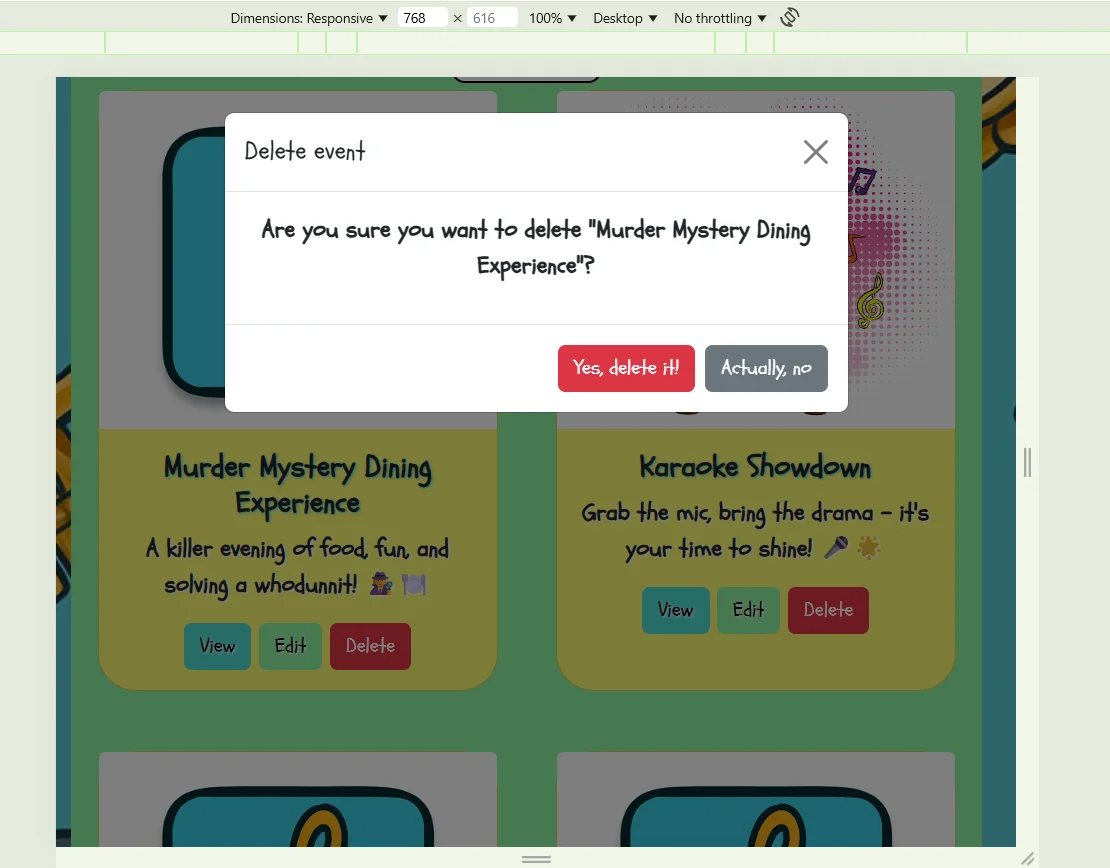 Dimensions: Responsive ▼ 768 × 616 100% ▼ Desktop ▼ No throttling ▼
Delete event
Are you sure you want to delete "Murder Mystery Dining
Experience"?
Yes, delete it! Actually, no
Murder Mystery Dining
Experience
A killer evening of food, fun, and
solving a whodunnit! 🕵️ 🍽️
View Edit Delete
Karaoke Showdown
Grab the mic, bring the drama – it's
your time to shine! 🎤 🌟
View Edit Delete